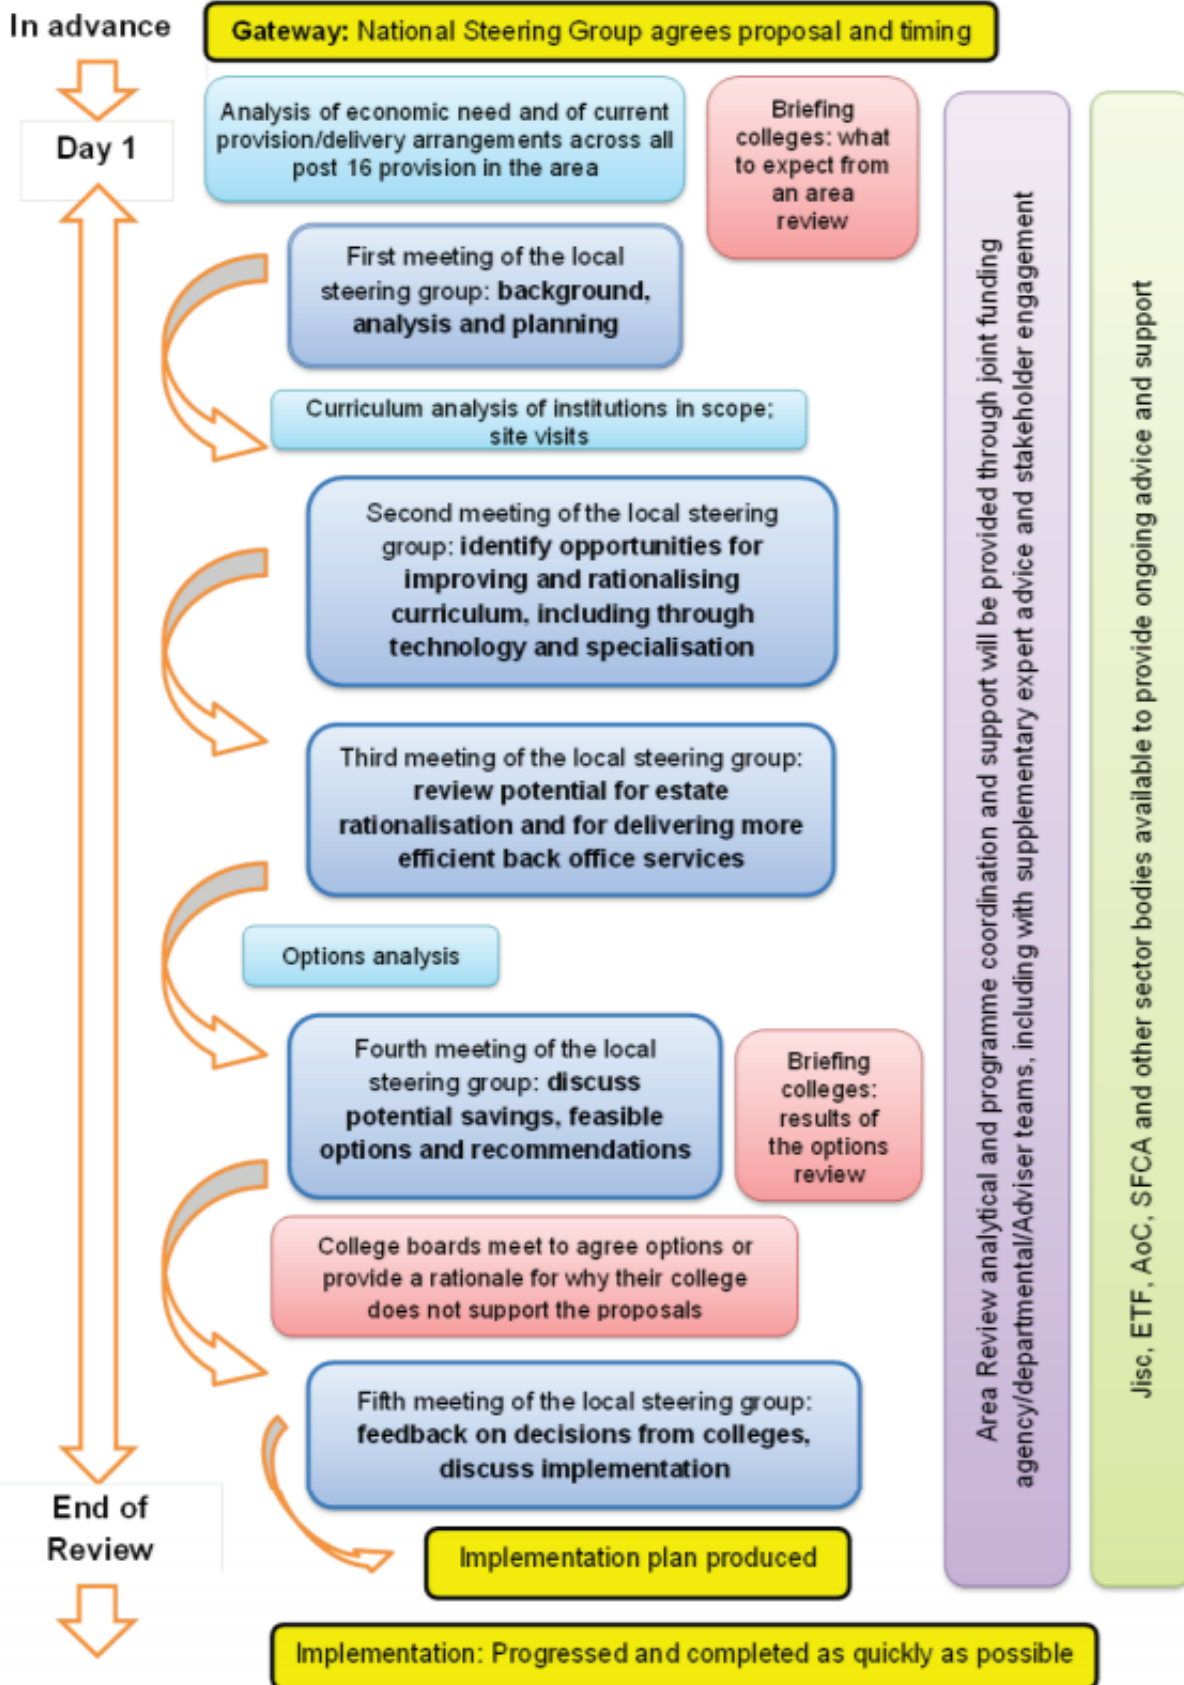 In advance
Gateway: National Steering Group agrees proposal and timing
Day 1
Analysis of economic need and of current
provision/delivery arrangements across all
post 16 provision in the area
Briefing
colleges: what
to expect from
an area
review
First meeting of the local
steering group: background,
analysis and planning
Curriculum analysis of institutions in scope;
site visits
Second meeting of the local steering
group: identify opportunities for
improving and rationalising
curriculum, including through
technology and specialisation
Third meeting of the local steering group:
review potential for estate
rationalisation and for delivering more
efficient back office services
Options analysis
Fourth meeting of the local
steering group: discuss
potential savings, feasible
options and recommendations
Briefing
colleges:
results of
the options
review
College boards meet to agree options or
provide a rationale for why their college
does not support the proposals
Fifth meeting of the local steering group:
feedback on decisions from colleges,
discuss implementation
End of
Review
Implementation plan produced
Implementation: Progressed and completed as quickly as possible
Area Review analytical and programme coordination and support will be provided through joint funding
agency/departmental/Adviser teams, including with supplementary expert advice and stakeholder engagement
Jisc, ETF, AoC, SFCA and other sector bodies available to provide ongoing advice and support